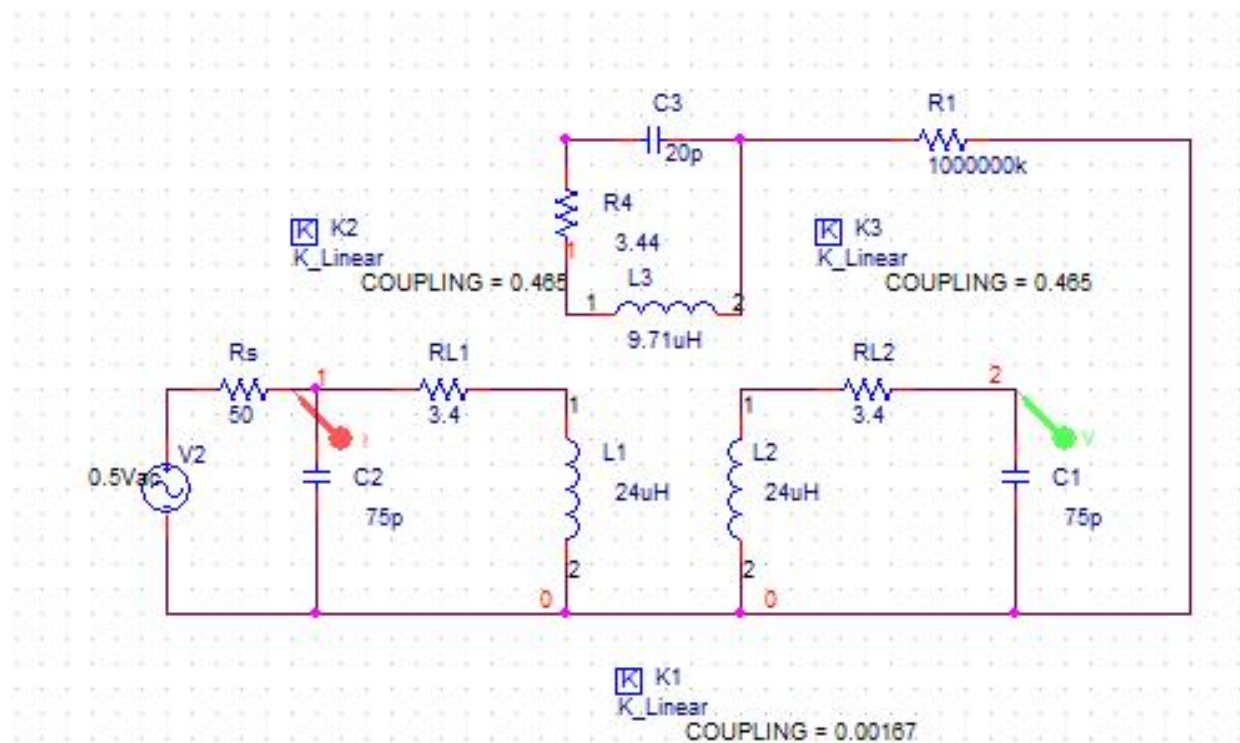 C3
R1
20p
1000000k
R4
K K2
K K3
3.44
1
K_Linear
K_Linear
L3
COUPLING = 0.465
COUPLING = 0.465
1
2
9.71uH
Rs
1
RL1
RL2
2
50
3.4
1
1
3.4
I
V
V2
L1
L2
0.5Vac
C2
C1
24uH
24uH
75p
75p
2
2
0
0
K K1
K_Linear
COUPLING = 0.00167